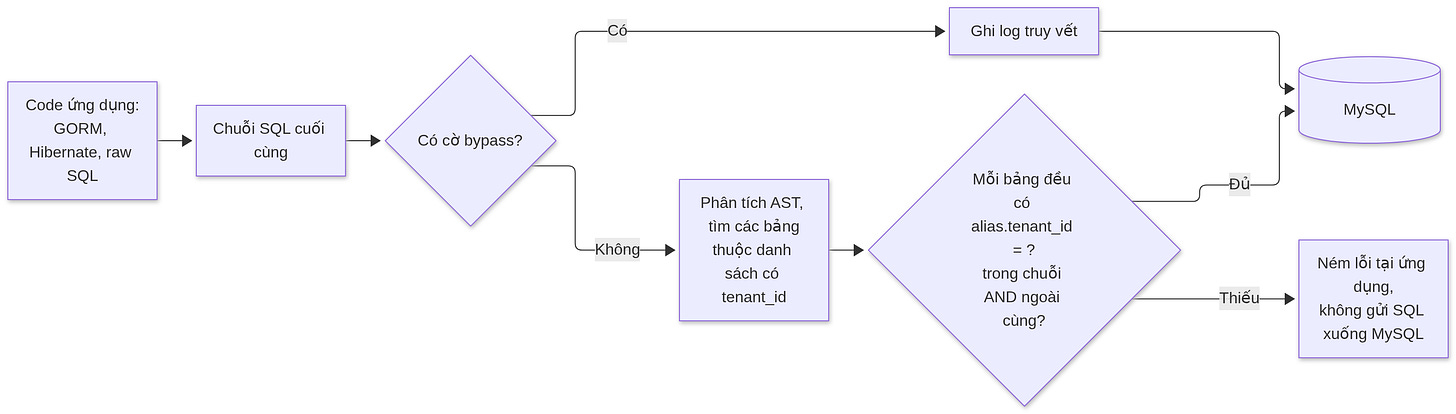 Code ứng dụng:
GORM,
Hibernate, raw
SQL
Chuỗi SQL cuối
cùng
Có cờ bypass?
Có
Ghi log truy vết
MySQL
Không
Phân tích AST,
tìm các bảng
thuộc danh
sách có
tenant_id
Mỗi bảng đều
có
alias.tenant_id
= ?
trong chuỗi
AND ngoài
cùng?
Đủ
Thiếu
Ném lỗi tại ứng
dụng,
không gửi SQL
xuống MySQL